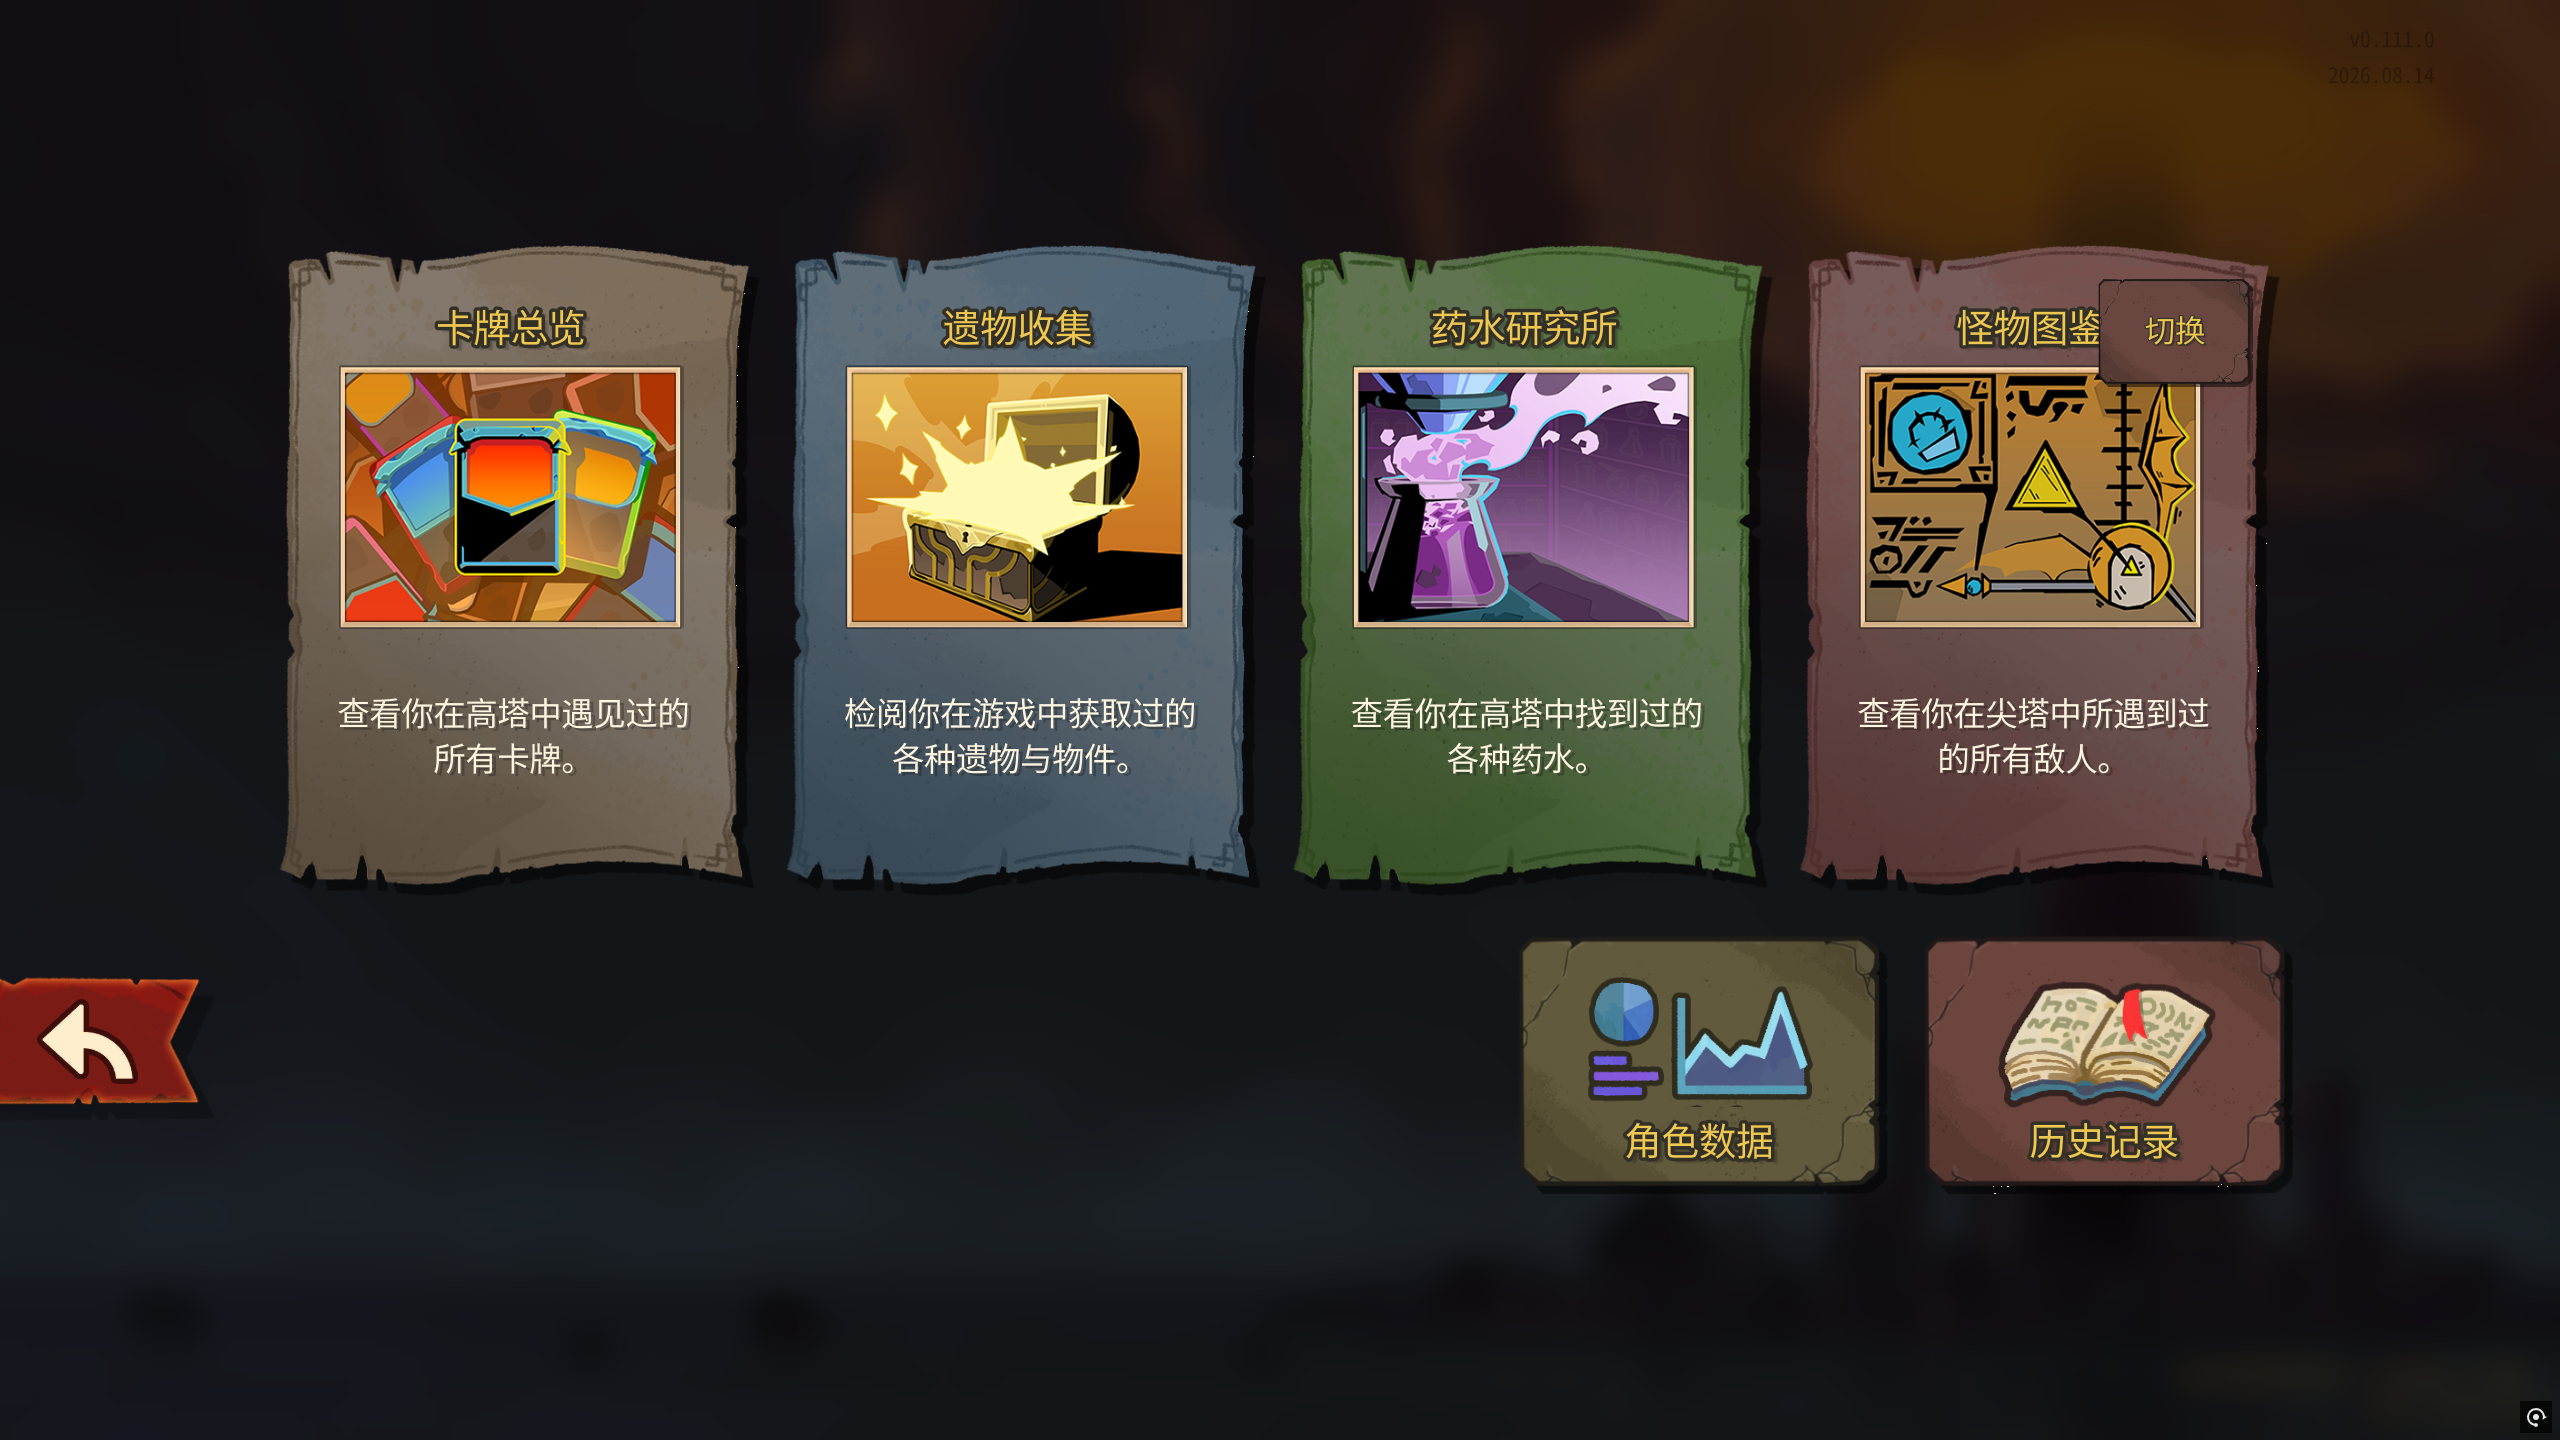 v0.111.0
2026.08.14
卡牌总览
遗物收集
药水研究所
怪物图鉴
切换
查看你在高塔中遇见过的
所有卡牌。
检阅你在游戏中获取过的
各种遗物与物件。
查看你在高塔中找到过的
各种药水。
查看你在尖塔中所遇到过
的所有敌人。
角色数据
历史记录